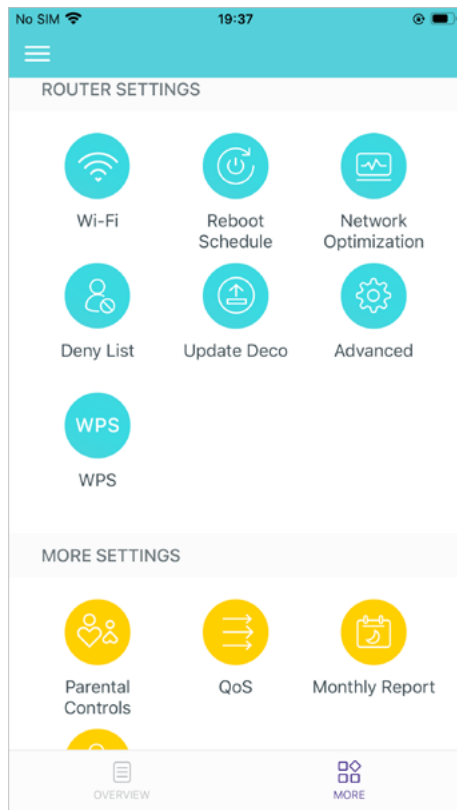 No SIM 19:37
ROUTER SETTINGS
Wi-Fi
Reboot
Schedule
Network
Optimization
Deny List
Update Deco
Advanced
WPS
WPS
MORE SETTINGS
Parental
Controls
QoS
Monthly Report
OVERVIEW
MORE